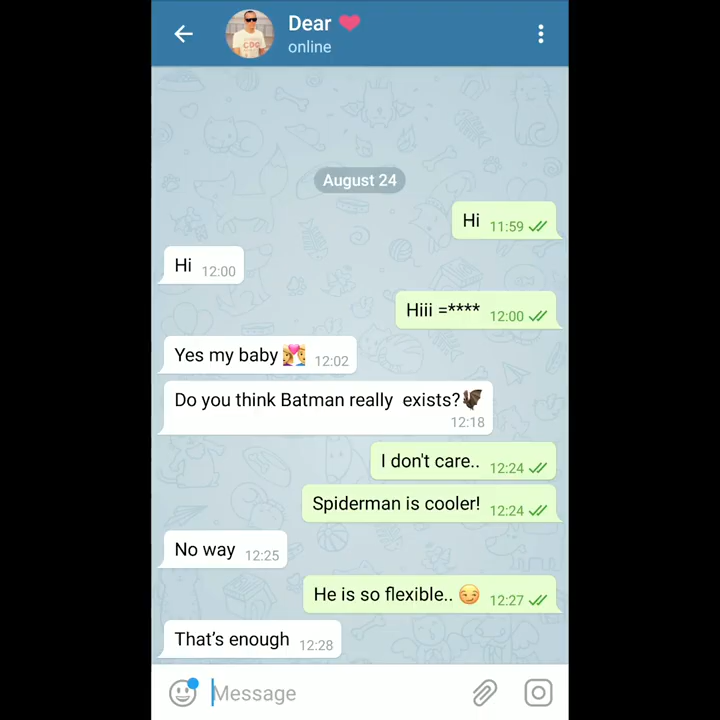 Dear ❤
online
August 24
Hi 11:59
Hi 12:00
Hiii =**** 12:00
Yes my baby 💏 12:02
Do you think Batman really  exists?🦇
12:18
I don't care.. 12:24
Spiderman is cooler! 12:24
No way 12:25
He is so flexible.. 😏 12:27
That’s enough 12:28
Message